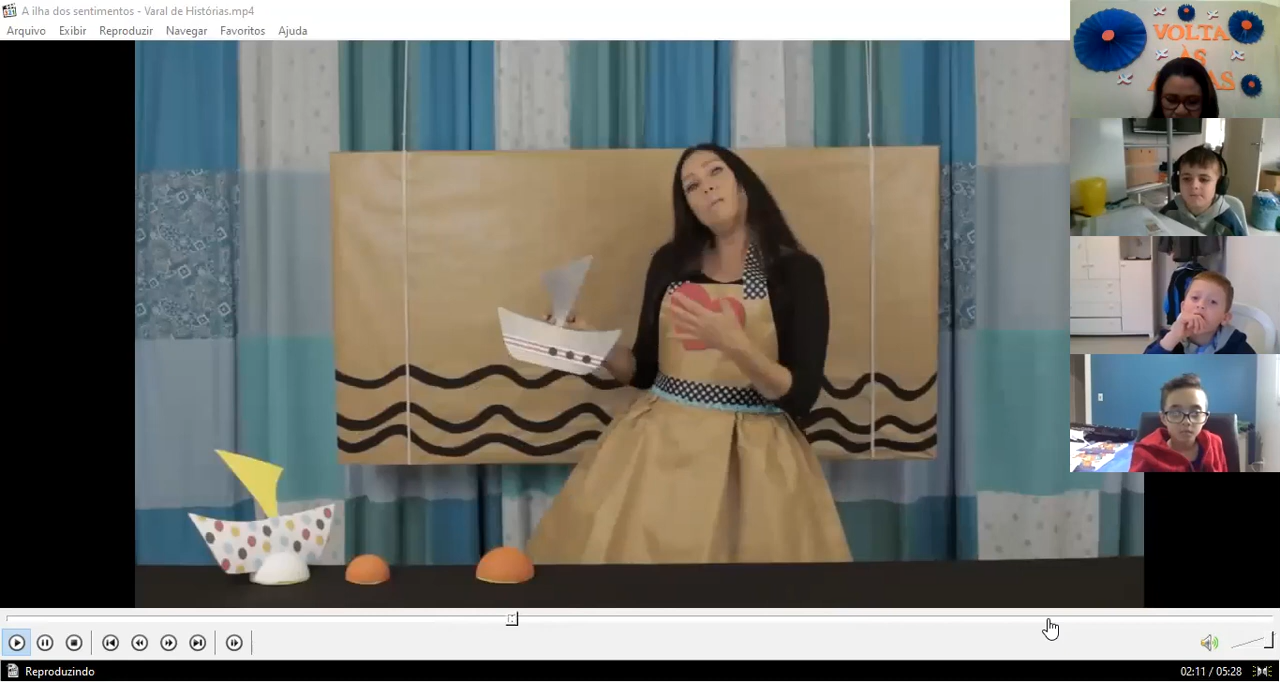 A ilha dos sentimentos - Varal de Histórias.mp4
Arquivo Exibir Reproduzir Navegar Favoritos Ajuda
VOLTA
ÀS
Reproduzindo
02:11 / 05:28